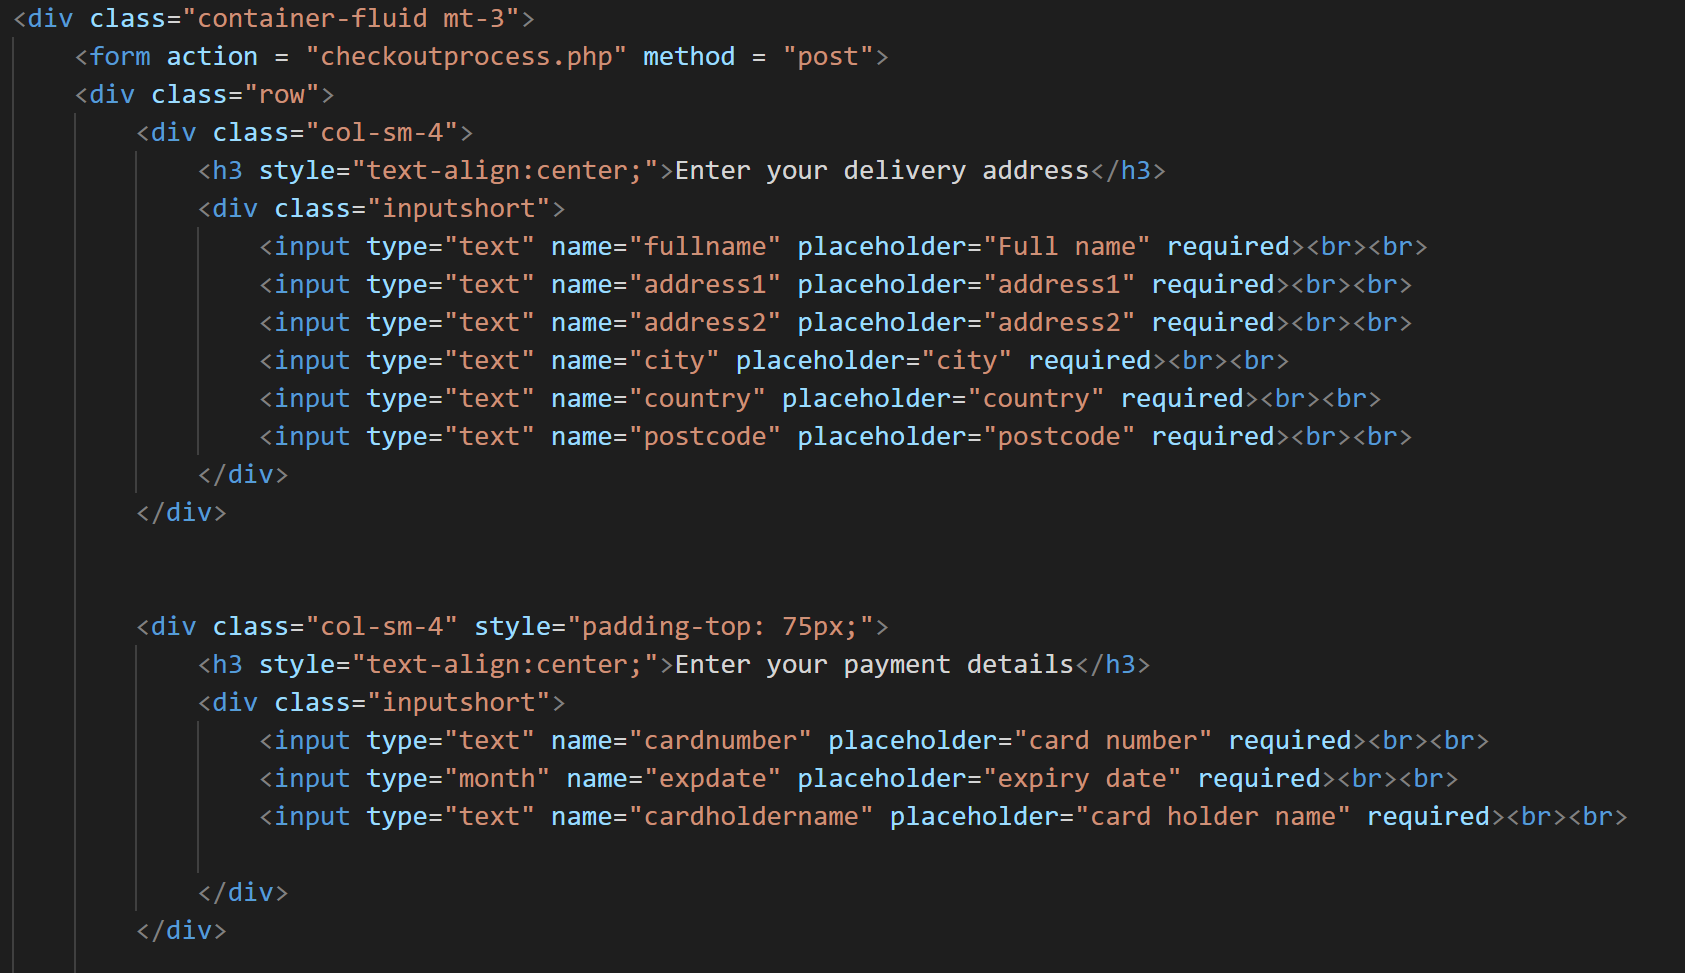 <div class="container-fluid mt-3">
    <form action = "checkoutprocess.php" method = "post">
    <div class="row">
        <div class="col-sm-4">
            <h3 style="text-align:center;">Enter your delivery address</h3>
            <div class="inputshort">
                <input type="text" name="fullname" placeholder="Full name" required><br><br>
                <input type="text" name="address1" placeholder="address1" required><br><br>
                <input type="text" name="address2" placeholder="address2" required><br><br>
                <input type="text" name="city" placeholder="city" required><br><br>
                <input type="text" name="country" placeholder="country" required><br><br>
                <input type="text" name="postcode" placeholder="postcode" required><br><br>
            </div>
        </div>
        <div class="col-sm-4" style="padding-top: 75px;">
            <h3 style="text-align:center;">Enter your payment details</h3>
            <div class="inputshort">
                <input type="text" name="cardnumber" placeholder="card number" required><br><br>
                <input type="month" name="expdate" placeholder="expiry date" required><br><br>
                <input type="text" name="cardholdername" placeholder="card holder name" required><br><br>
            </div>
        </div>